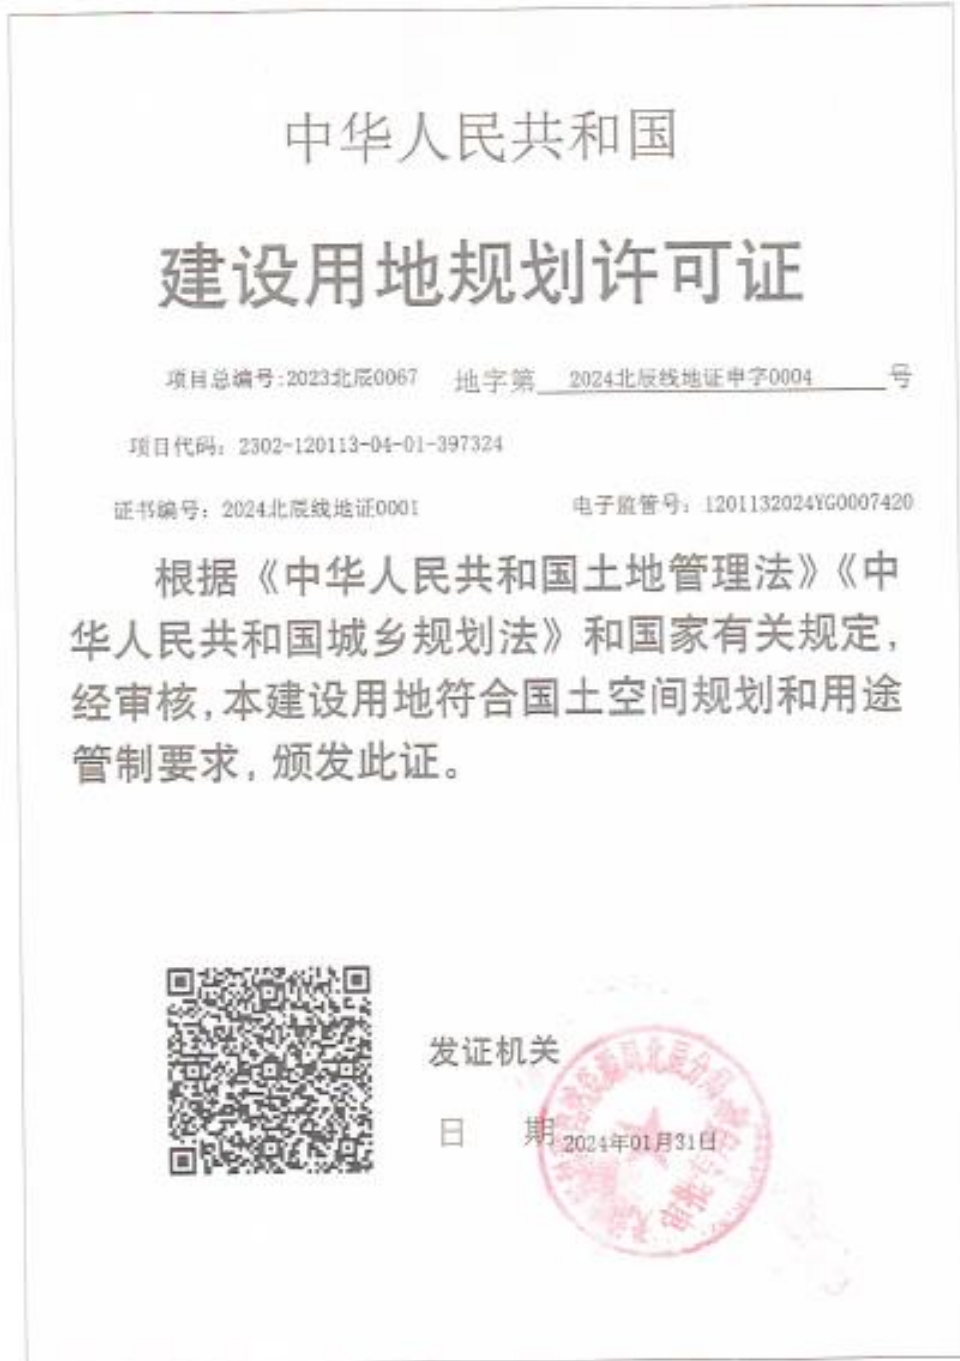 中华人民共和国
建设用地规划许可证
项目总编号:2023北辰0067 地字第 2024北辰线地证申字0004 号
项目代码: 2302-120113-04-01-397324
证书编号: 2024北辰线地证0001 电子监管号: 1201132024YG0007420
根据《中华人民共和国土地管理法》《中
华人民共和国城乡规划法》和国家有关规定,
经审核,本建设用地符合国土空间规划和用途
管制要求,颁发此证。
发证机关
日 期 2024年01月31日
局北辰分局